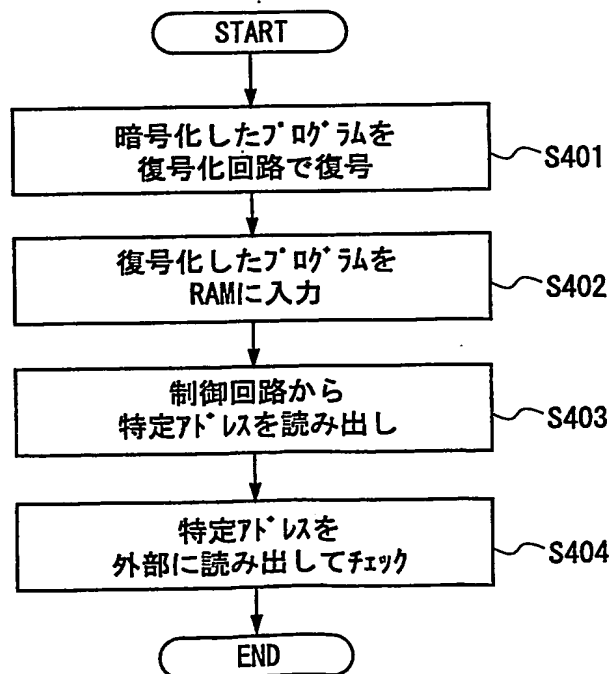 START
暗号化したﾌﾟﾛｸﾞﾗﾑを
復号化回路で復号
S401
復号化したﾌﾟﾛｸﾞﾗﾑを
RAMに入力
S402
制御回路から
特定ｱﾄﾞﾚｽを読み出し
S403
特定ｱﾄﾞﾚｽを
外部に読み出してﾁｪｯｸ
S404
END